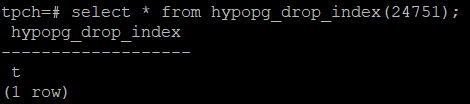 tpch=# select * from hypopg_drop_index(24751);
 hypopg_drop_index
-------------------
 t
(1 row)